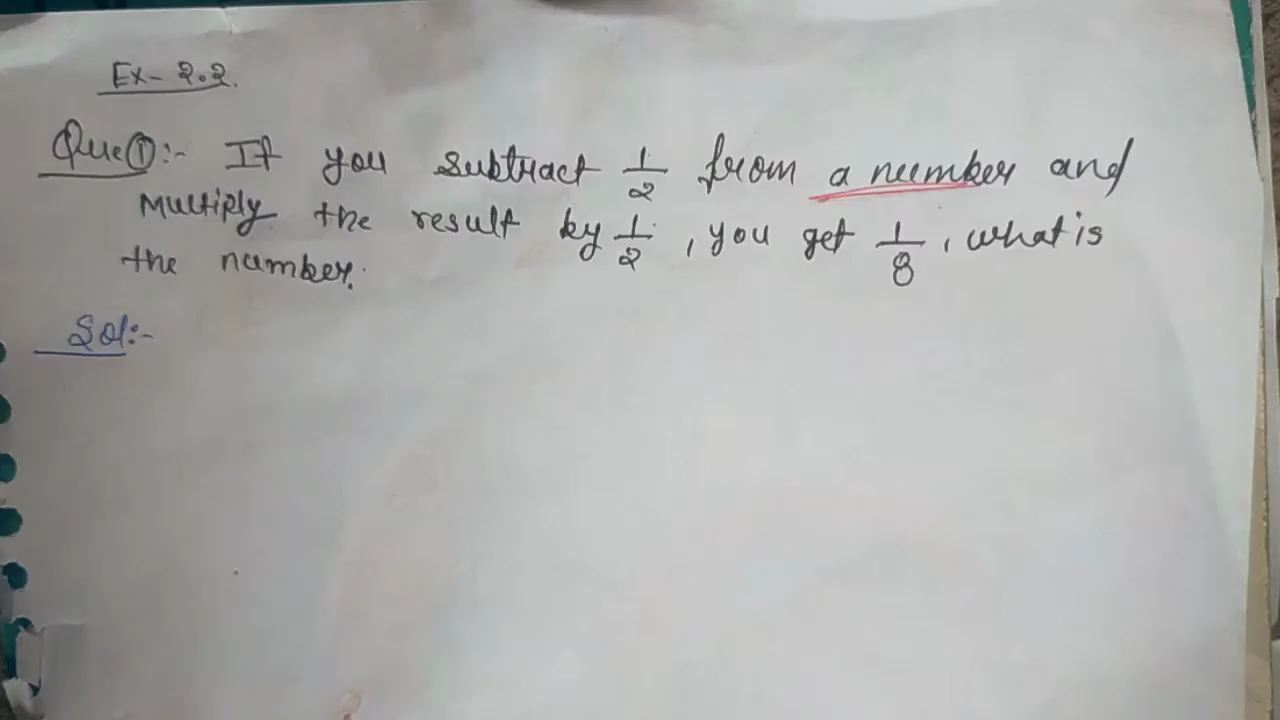 Ex- 2.2.
Que①:- If you subtract 1/2 from a number and
Multiply the result by 1/2, you get 1/8, what is
the number.
Sol:-